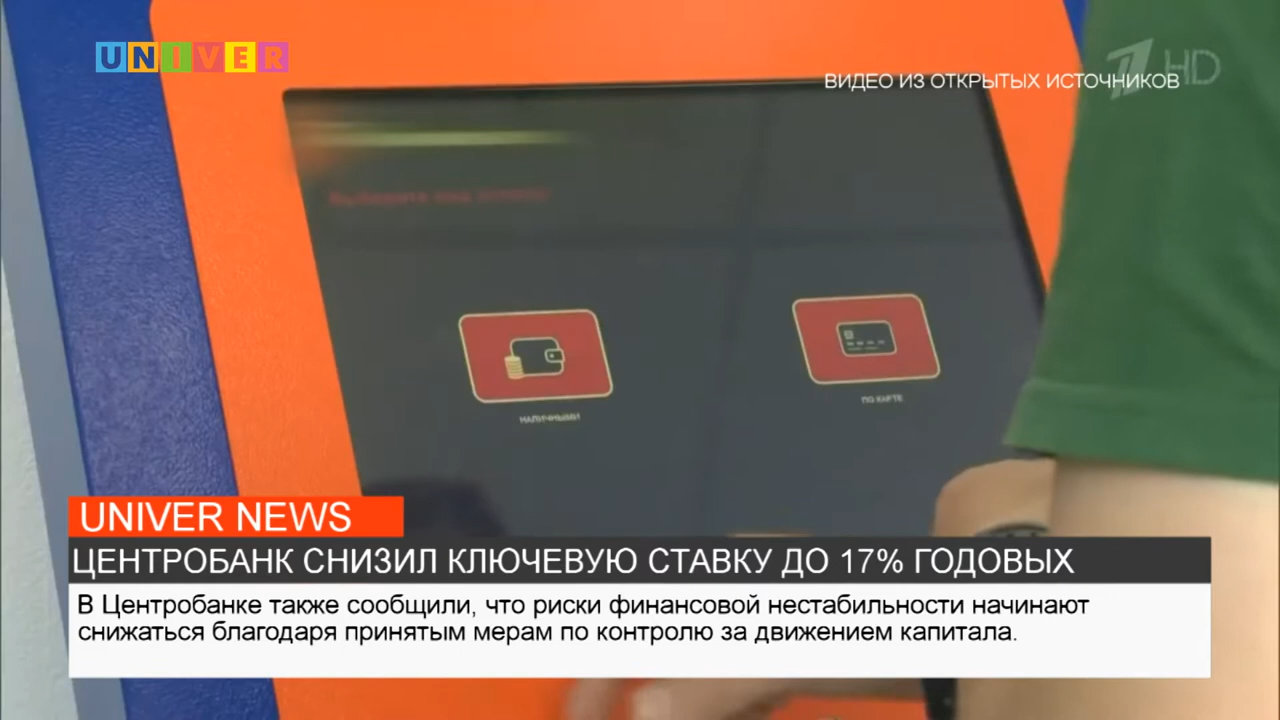 UNIVER
HD
ВИДЕО ИЗ ОТКРЫТЫХ ИСТОЧНИКОВ
НАЛИЧНЫМИ
ПО КАРТЕ
UNIVER NEWS
ЦЕНТРОБАНК СНИЗИЛ КЛЮЧЕВУЮ СТАВКУ ДО 17% ГОДОВЫХ
В Центробанке также сообщили, что риски финансовой нестабильности начинают
снижаться благодаря принятым мерам по контролю за движением капитала.